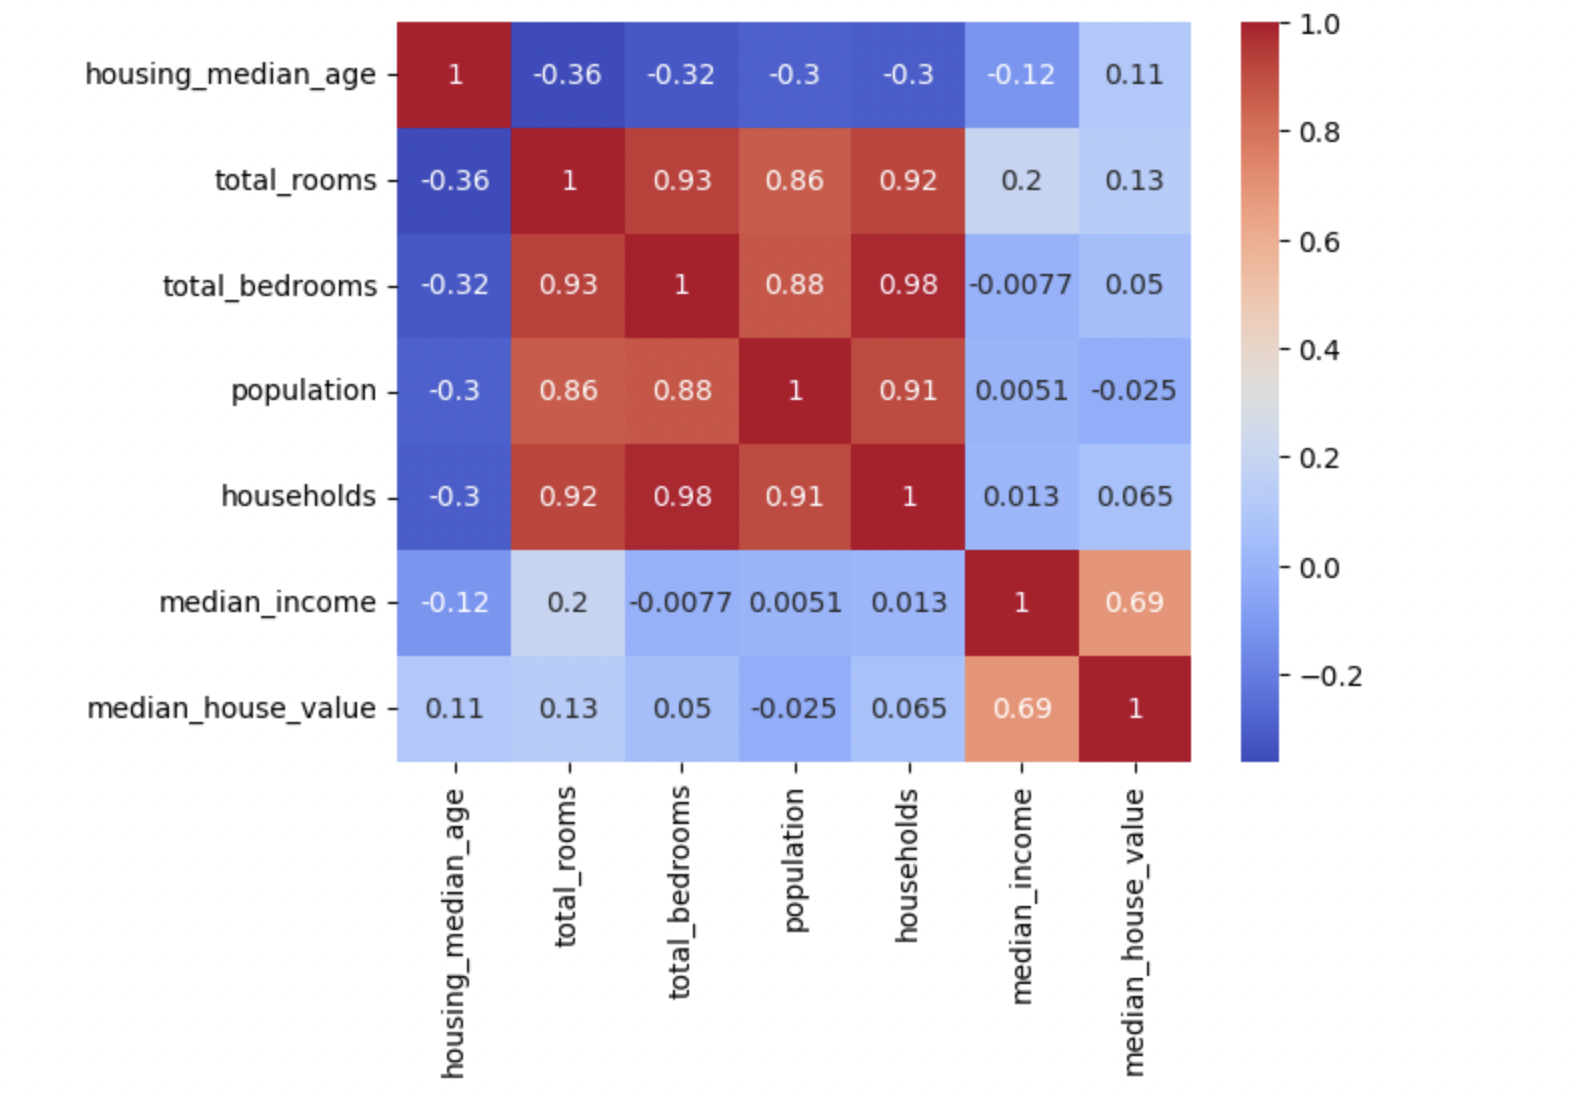 housing_median_age 1 -0.36 -0.32 -0.3 -0.3 -0.12 0.11
total_rooms -0.36 1 0.93 0.86 0.92 0.2 0.13
total_bedrooms -0.32 0.93 1 0.88 0.98 -0.0077 0.05
population -0.3 0.86 0.88 1 0.91 0.0051 -0.025
households -0.3 0.92 0.98 0.91 1 0.013 0.065
median_income -0.12 0.2 -0.0077 0.0051 0.013 1 0.69
median_house_value 0.11 0.13 0.05 -0.025 0.065 0.69 1
housing_median_age
total_rooms
total_bedrooms
population
households
median_income
median_house_value
1.0
0.8
0.6
0.4
0.2
0.0
−0.2